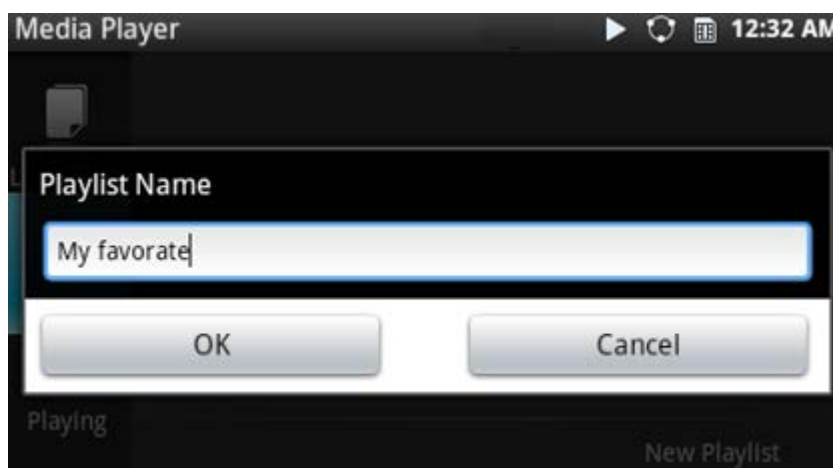 Media Player 12:32 AM
Playlist Name
My favorate
OK Cancel
Playing
New Playlist